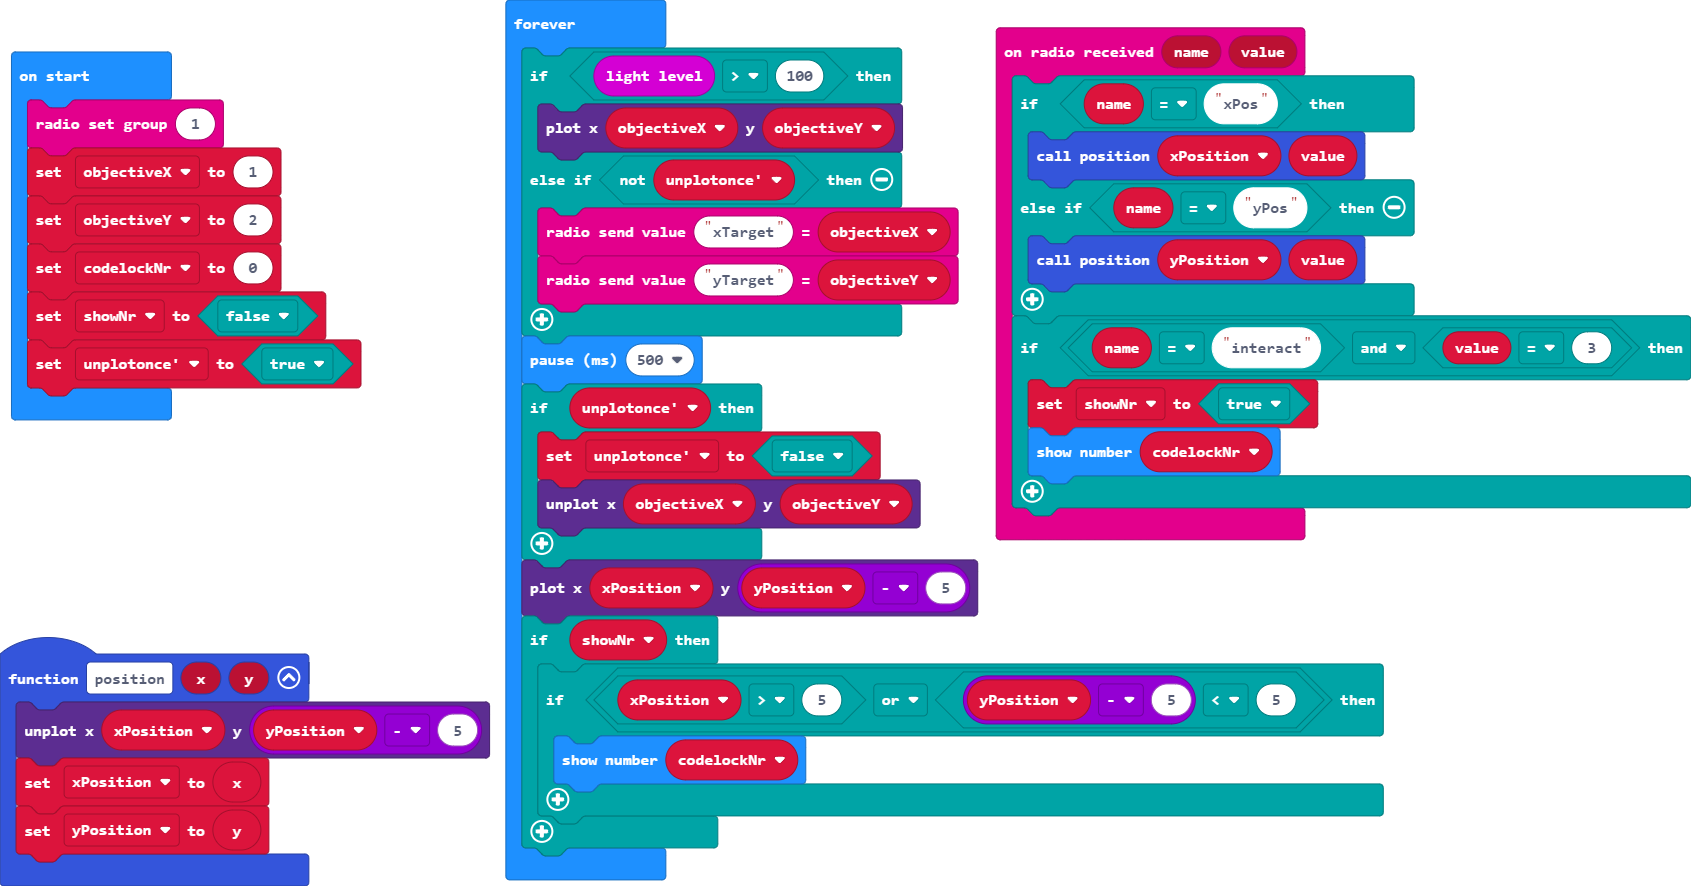 on start
radio set group 1
set objectiveX to 1
set objectiveY to 2
set codelockNr to 0
set showNr to false
set unplotonce' to true
function position x y
unplot x xPosition y yPosition - 5
set xPosition to x
set yPosition to y
forever
if light level > 100 then
plot x objectiveX y objectiveY
else if not unplotonce' then
radio send value "xTarget" = objectiveX
radio send value "yTarget" = objectiveY
pause (ms) 500
if unplotonce' then
set unplotonce' to false
unplot x objectiveX y objectiveY
plot x xPosition y yPosition - 5
if showNr then
if xPosition > 5 or yPosition - 5 < 5 then
show number codelockNr
on radio received name value
if name = "xPos" then
call position xPosition value
else if name = "yPos" then
call position yPosition value
if name = "interact" and value = 3 then
set showNr to true
show number codelockNr